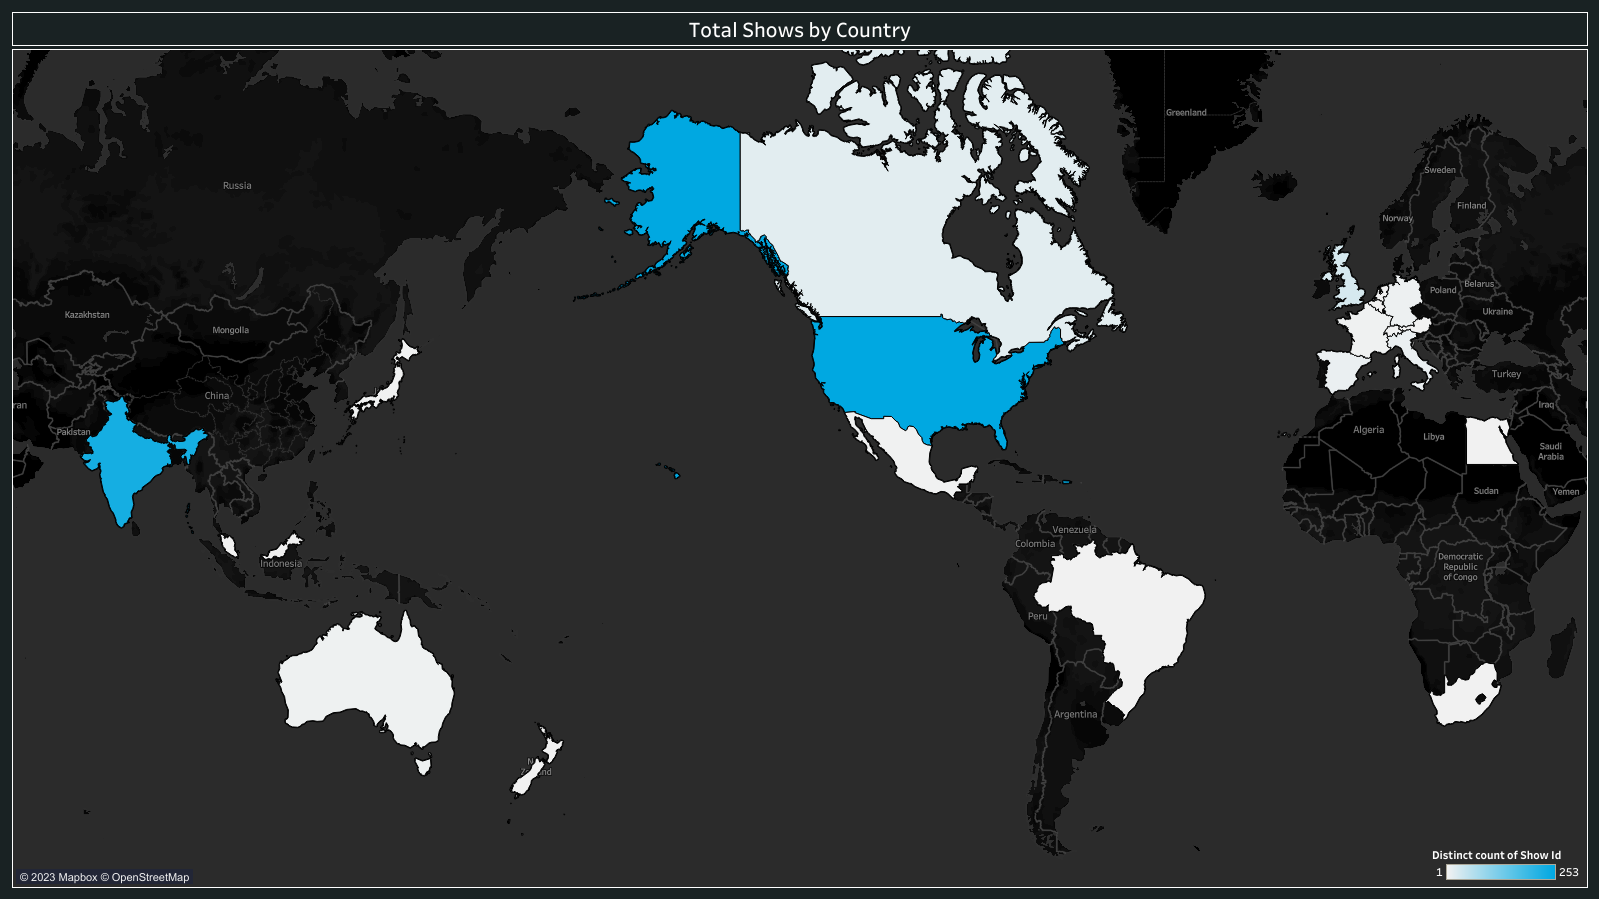 Total Shows by Country
Greenland
Russia
Sweden
Finland
Norway
Poland
Belarus
Ukraine
Kazakhstan
Mongolia
Turkey
China
Iraq
Pakistan
Algeria
Libya
Saudi
Arabia
Sudan
Yemen
Venezuela
Colombia
Indonesia
Democratic
Republic
of Congo
Peru
Argentina
Distinct count of Show Id
1
253
© 2023 Mapbox © OpenStreetMap